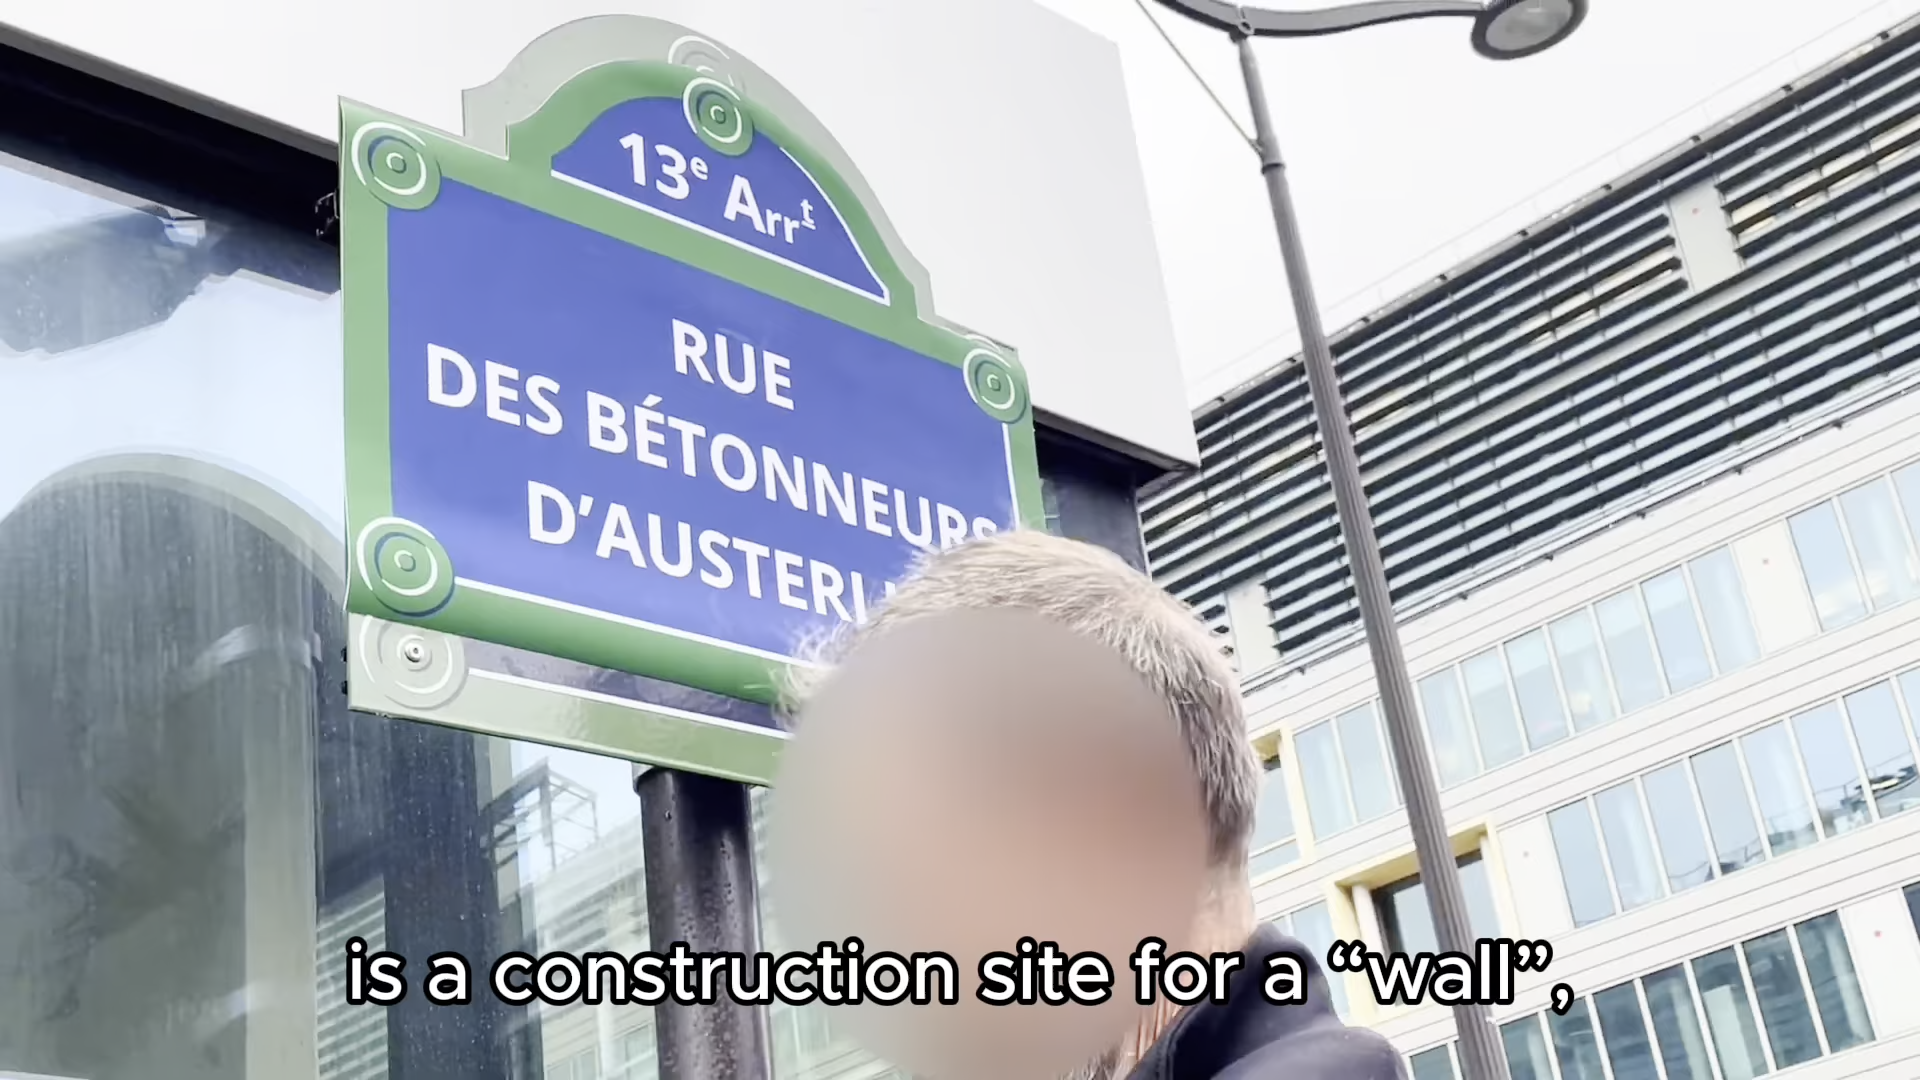 13e Arrt
RUE
DES BÉTONNEURS
D'AUSTERL
is a construction site for a “wall”,